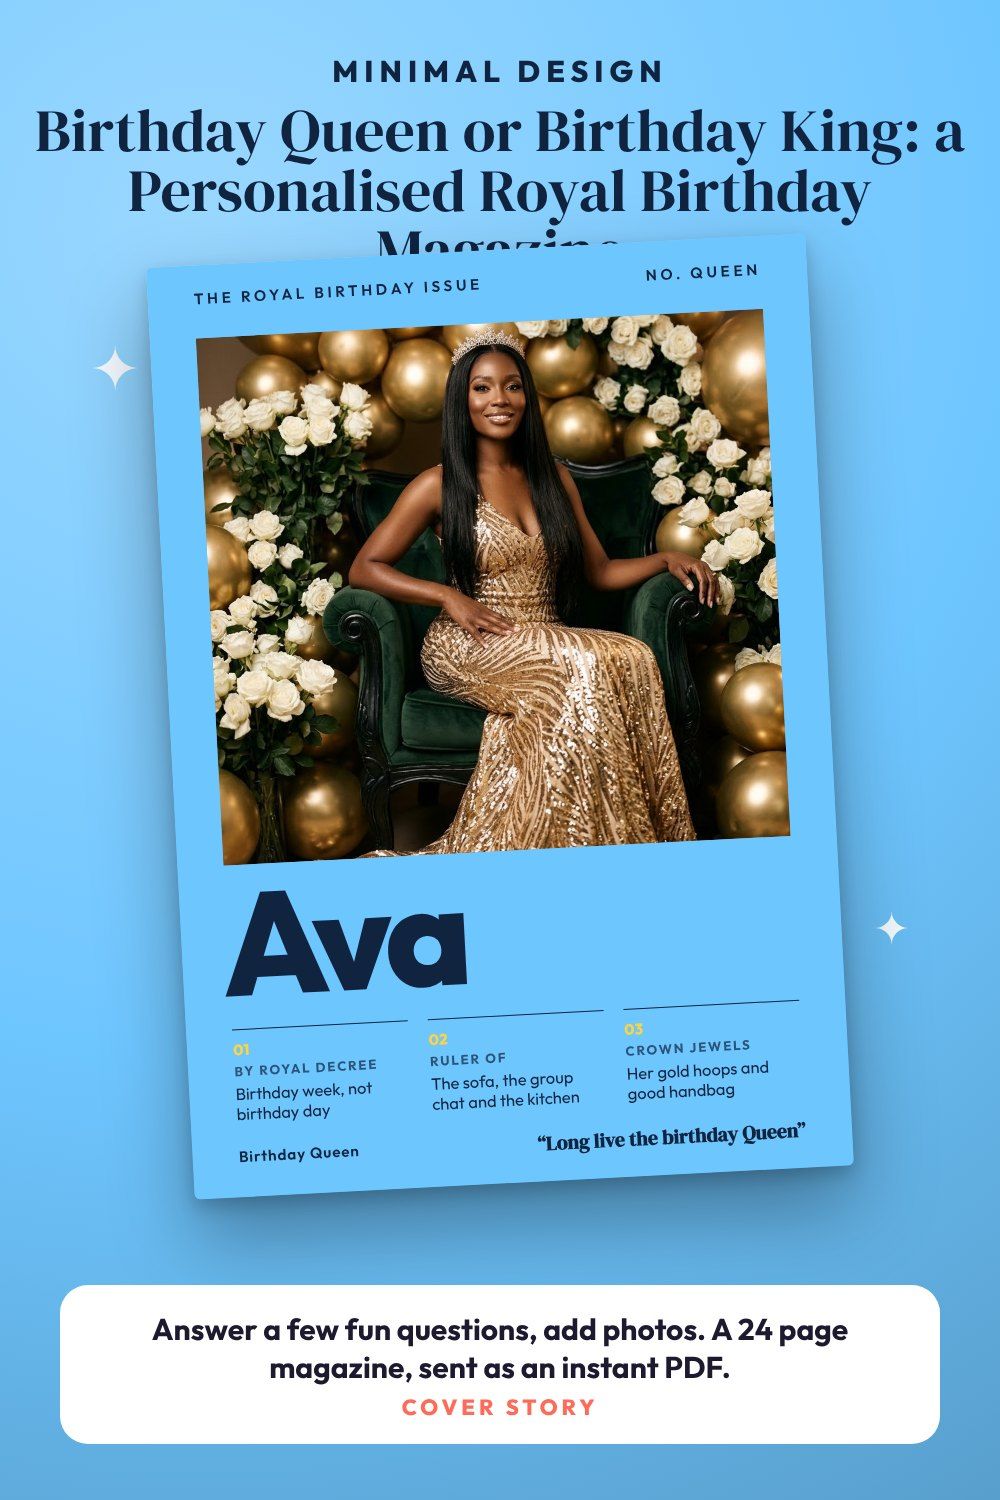 MINIMAL DESIGN
Birthday Queen or Birthday King: a
Personalised Royal Birthday
Magazine
THE ROYAL BIRTHDAY ISSUE
NO. QUEEN
Ava
01
BY ROYAL DECREE
Birthday week, not
birthday day
02
RULER OF
The sofa, the group
chat and the kitchen
03
CROWN JEWELS
Her gold hoops and
good handbag
Birthday Queen
“Long live the birthday Queen”
Answer a few fun questions, add photos. A 24 page
magazine, sent as an instant PDF.
COVER STORY